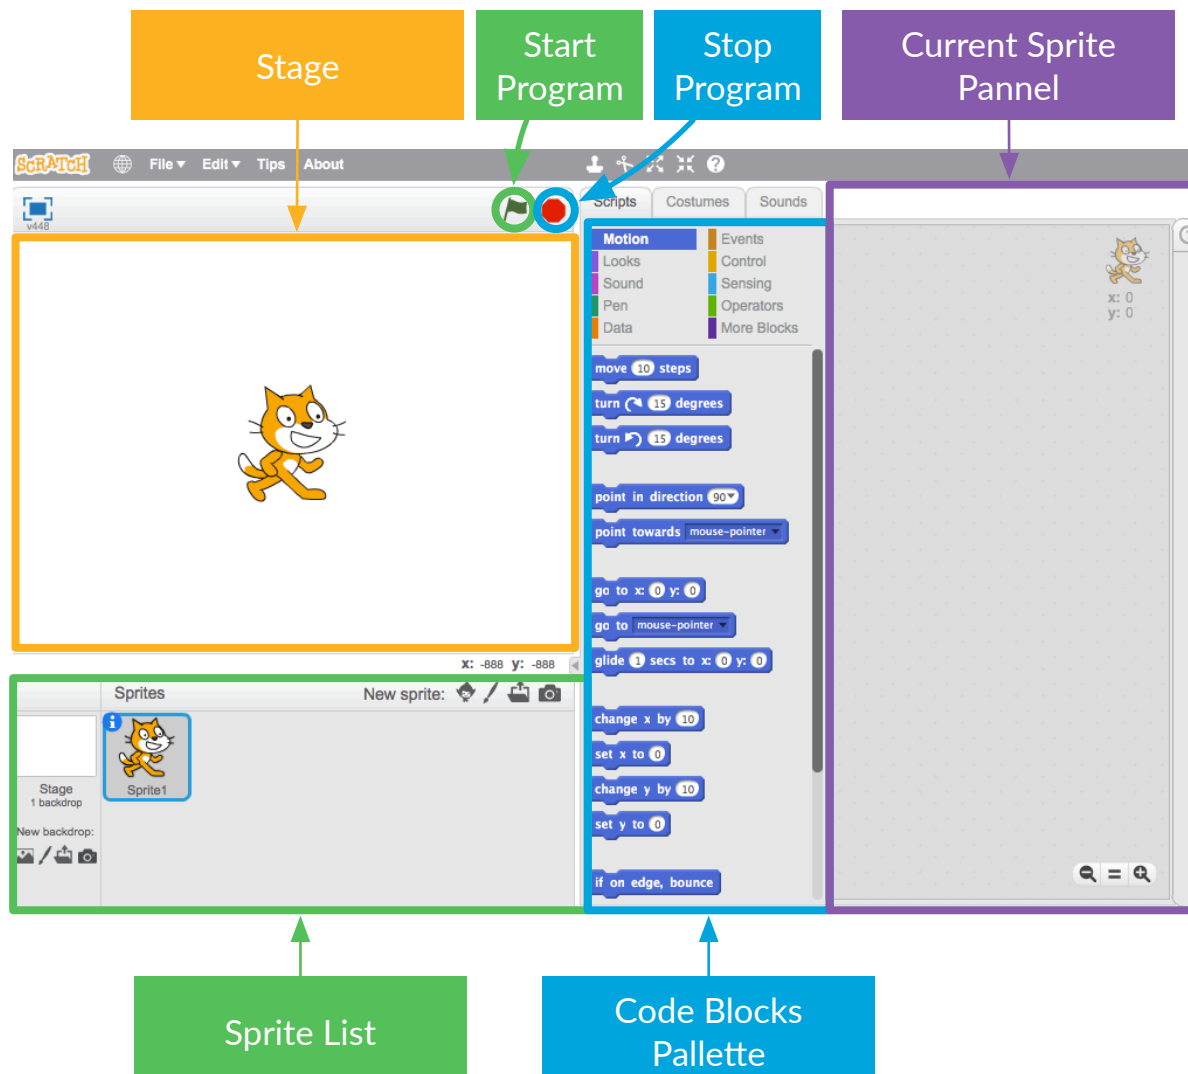 Stage
Start
Program
Stop
Program
Current Sprite
Pannel
SCRATCH File Edit Tips About
v448
Scripts Costumes Sounds
Motion Events
Looks Control
Sound Sensing
Pen Operators
Data More Blocks
x: 0
y: 0
move 10 steps
turn 15 degrees
turn 15 degrees
point in direction 90
point towards mouse-pointer
go to x: 0 y: 0
go to mouse-pointer
glide 1 secs to x: 0 y: 0
change x by 10
set x to 0
change y by 10
set y to 0
if on edge, bounce
x: -888 y: -888
Sprites New sprite:
Stage
1 backdrop
New backdrop:
Sprite1
Sprite List
Code Blocks
Pallette